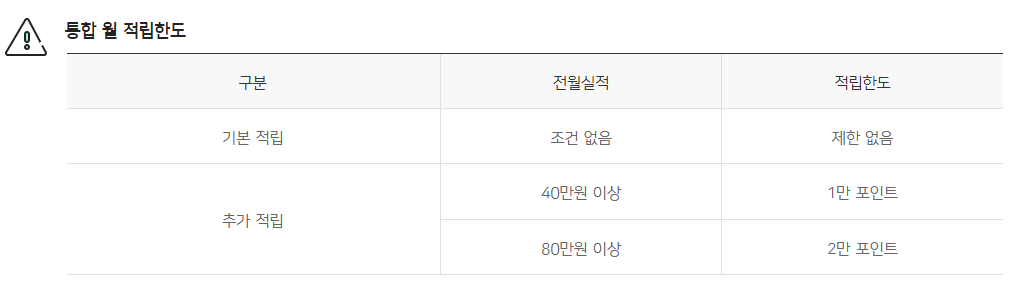 통합 월 적립한도
구분 전월실적 적립한도
기본 적립 조건 없음 제한 없음
추가 적립 40만원 이상 1만 포인트
80만원 이상 2만 포인트